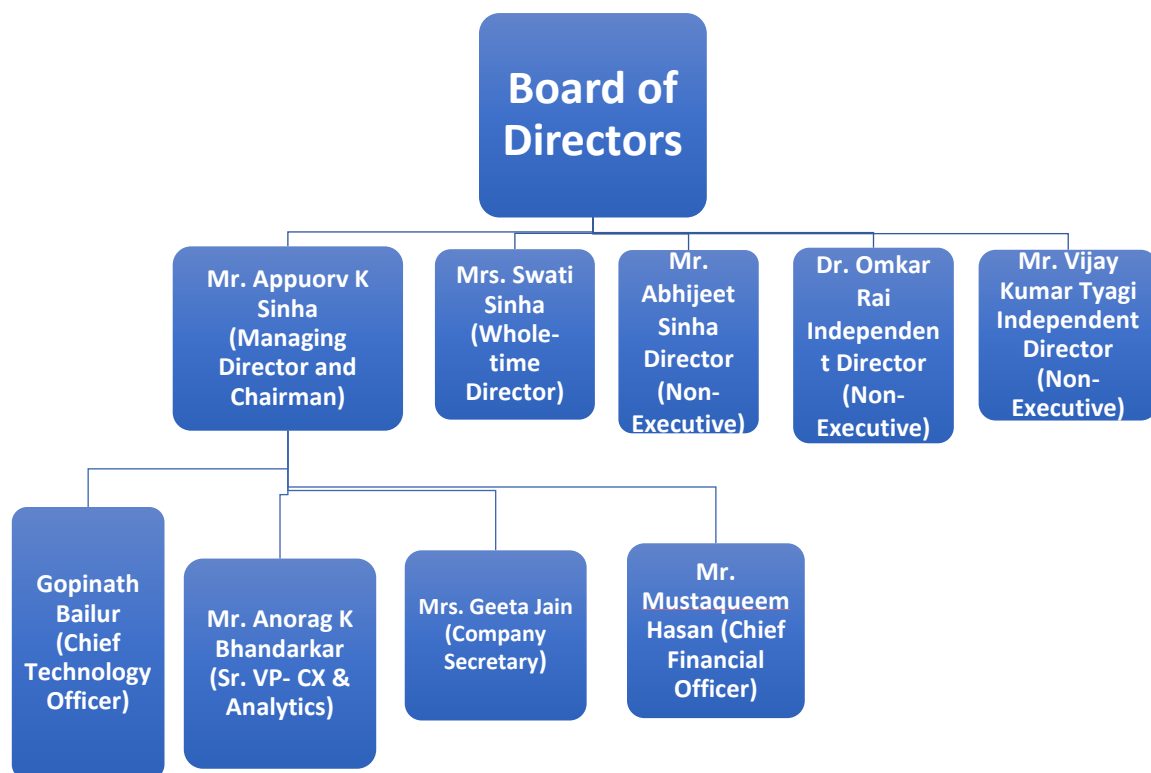 Board of
Directors
Mr. Appuorv K
Sinha
(Managing
Director and
Chairman)
Mrs. Swati
Sinha
(Whole-
time
Director)
Mr.
Abhijeet
Sinha
Director
(Non-
Executive)
Dr. Omkar
Rai
Independen
t Director
(Non-
Executive)
Mr. Vijay
Kumar Tyagi
Independent
Director
(Non-
Executive)
Gopinath
Bailur
(Chief
Technology
Officer)
Mr. Anorag K
Bhandarkar
(Sr. VP- CX &
Analytics)
Mrs. Geeta Jain
(Company
Secretary)
Mr.
Mustaqueem
Hasan (Chief
Financial
Officer)